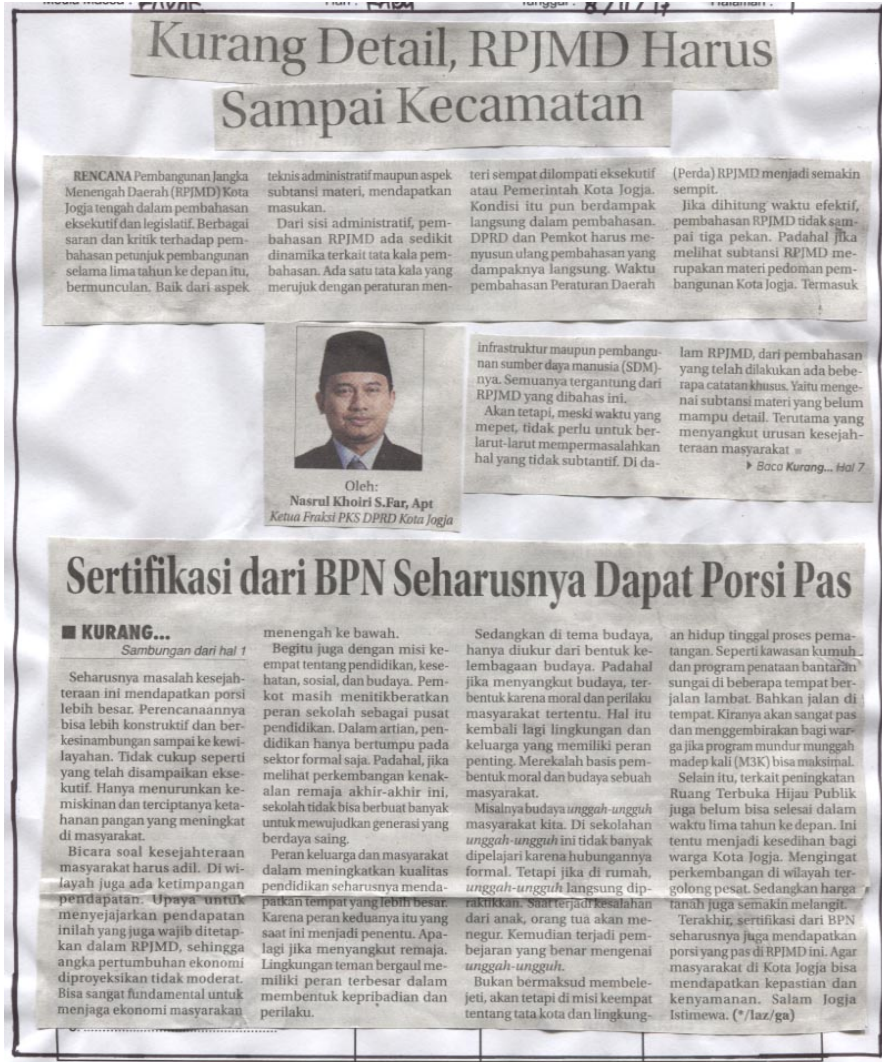 Kurang Detail, RPJMD Harus
Sampai Kecamatan
RENCANA Pembangunan Jangka
Menengah Daerah (RPJMD) Kota
Jogja tengah dalam pembahasan
eksekutif dan legislatif. Berbagai
saran dan kritik terhadap pem-
bahasan petunjuk pembangunan
selama lima tahun ke depan itu,
bermunculan. Baik dari aspek
teknis administratif maupun aspek
subtansi materi, mendapatkan
masukan.
Dari sisi administratif, pem-
bahasan RPJMD ada sedikit
dinamika terkait tata kala pem-
bahasan. Ada satu tata kala yang
merujuk dengan peraturan men-
teri sempat dilompati eksekutif
atau Pemerintah Kota Jogja.
Kondisi itu pun berdampak
langsung dalam pembahasan.
DPRD dan Pemkot harus me-
nyusun ulang pembahasan yang
dampaknya langsung. Waktu
pembahasan Peraturan Daerah
(Perda) RPJMD menjadi semakin
sempit.
Jika dihitung waktu efektif,
pembahasan RPJMD tidak sam-
pai tiga pekan. Padahal jika
melihat subtansi RPJMD me-
rupakan materi pedoman pem-
bangunan Kota Jogja. Termasuk
infrastruktur maupun pembangu-
nan sumber daya manusia (SDM)-
nya. Semuanya tergantung dari
RPJMD yang dibahas ini.
Akan tetapi, meski waktu yang
mepet, tidak perlu untuk ber-
larut-larut mempermasalahkan
hal yang tidak subtantif. Di da-
lam RPJMD, dari pembahasan
yang telah dilakukan ada bebe-
rapa catatan khusus. Yaitu menge-
nai subtansi materi yang belum
mampu detail. Terutama yang
menyangkut urusan kesejah-
teraan masyarakat
Baca Kurang... Hal 7
Oleh:
Nasrul Khoiri S.Far, Apt
Ketua Fraksi PKS DPRD Kota Jogja
Sertifikasi dari BPN Seharusnya Dapat Porsi Pas
■ KURANG...
Sambungan dari hal 1
Seharusnya masalah kesejah-
teraan ini mendapatkan porsi
lebih besar. Perencanaannya
bisa lebih konstruktif dan ber-
kesinambungan sampai ke kewi-
layahan. Tidak cukup seperti
yang telah disampaikan ekse-
kutif. Hanya menurunkan ke-
miskinan dan terciptanya keta-
hanan pangan yang meningkat
di masyarakat.
Bicara soal kesejahteraan
masyarakat harus adil. Di wi-
layah juga ada ketimpangan
pendapatan. Upaya untuk
menyejajarkan pendapatan
inilah yang juga wajib ditetap-
kan dalam RPJMD, sehingga
angka pertumbuhan ekonomi
diproyeksikan tidak moderat.
Bisa sangat fundamental untuk
menjaga ekonomi masyarakan
menengah ke bawah.
Begitu juga dengan misi ke-
empat tentang pendidikan, kese-
hatan, sosial, dan budaya. Pem-
kot masih menitikberatkan
peran sekolah sebagai pusat
pendidikan. Dalam artian, pen-
didikan hanya bertumpu pada
sektor formal saja. Padahal, jika
melihat perkembangan kenak-
alan remaja akhir-akhir ini,
sekolah tidak bisa berbuat banyak
untuk mewujudkan generasi yang
berdaya saing.
Peran keluarga dan masyarakat
dalam meningkatkan kualitas
pendidikan seharusnya menda-
patkan tempat yang lebih besar.
Karena peran keduanya itu yang
saat ini menjadi penentu. Apa-
lagi jika menyangkut remaja.
Lingkungan teman bergaul me-
miliki peran terbesar dalam
membentuk kepribadian dan
perilaku.
Sedangkan di tema budaya,
hanya diukur dari bentuk ke-
lembagaan budaya. Padahal
jika menyangkut budaya, ter-
bentuk karena moral dan perilaku
masyarakat tertentu. Hal itu
kembali lagi lingkungan dan
keluarga yang memiliki peran
penting. Merekalah basis pem-
bentuk moral dan budaya sebuah
masyarakat.
Misalnya budaya unggah-ungguh
masyarakat kita. Di sekolahan
unggah-ungguh ini tidak banyak
dipelajari karena hubungannya
formal. Tetapi jika di rumah,
unggah-ungguh langsung dip-
raktikkan. Saat terjadi kesalahan
dari anak, orang tua akan me-
negur. Kemudian terjadi pem-
bejaran yang benar mengenai
unggah-ungguh.
Bukan bermaksud membele-
jeti, akan tetapi di misi keempat
tentang tata kota dan lingkung-
an hidup tinggal proses pema-
tangan. Seperti kawasan kumuh
dan program penataan bantaran
sungai di beberapa tempat ber-
jalan lambat. Bahkan jalan di
tempat. Kiranya akan sangat pas
dan menggembirakan bagi war-
ga jika program mundur munggah
madep kali (M3K) bisa maksimal.
Selain itu, terkait peningkatan
Ruang Terbuka Hijau Publik
juga belum bisa selesai dalam
waktu lima tahun ke depan. Ini
tentu menjadi kesedihan bagi
warga Kota Jogja. Mengingat
perkembangan di wilayah ter-
golong pesat. Sedangkan harga
tanah juga semakin melangit.
Terakhir, sertifikasi dari BPN
seharusnya juga mendapatkan
porsi yang pas di RPJMD ini. Agar
masyarakat di Kota Jogja bisa
mendapatkan kepastian dan
kenyamanan. Salam Jogja
Istimewa. (*/laz/ga)